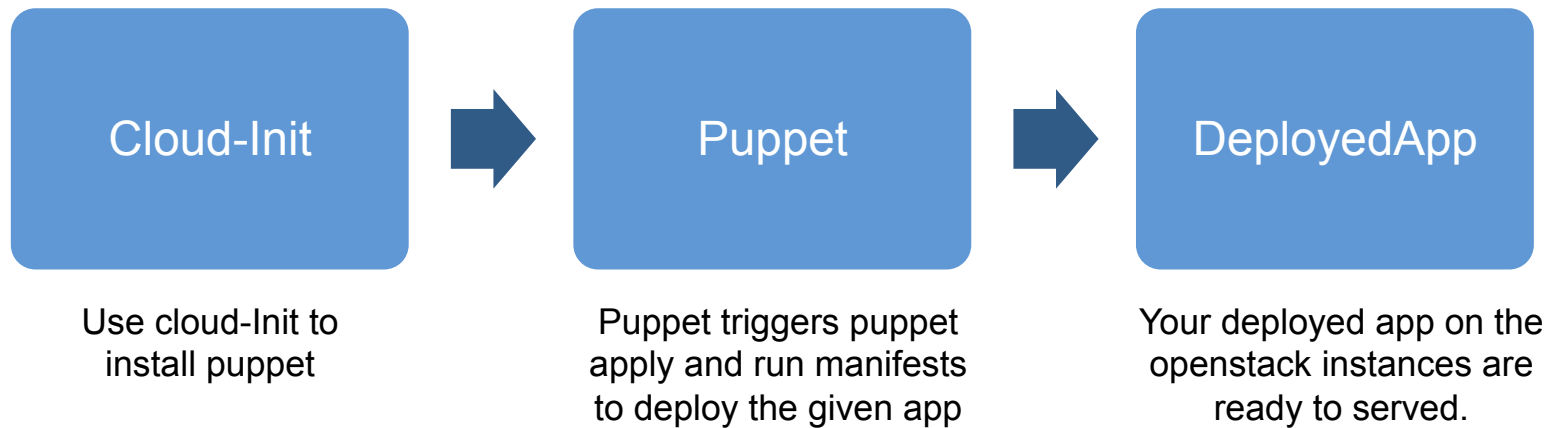 Cloud-Init
Puppet
DeployedApp
Use cloud-Init to
install puppet
Puppet triggers puppet
apply and run manifests
to deploy the given app
Your deployed app on the
openstack instances are
ready to served.